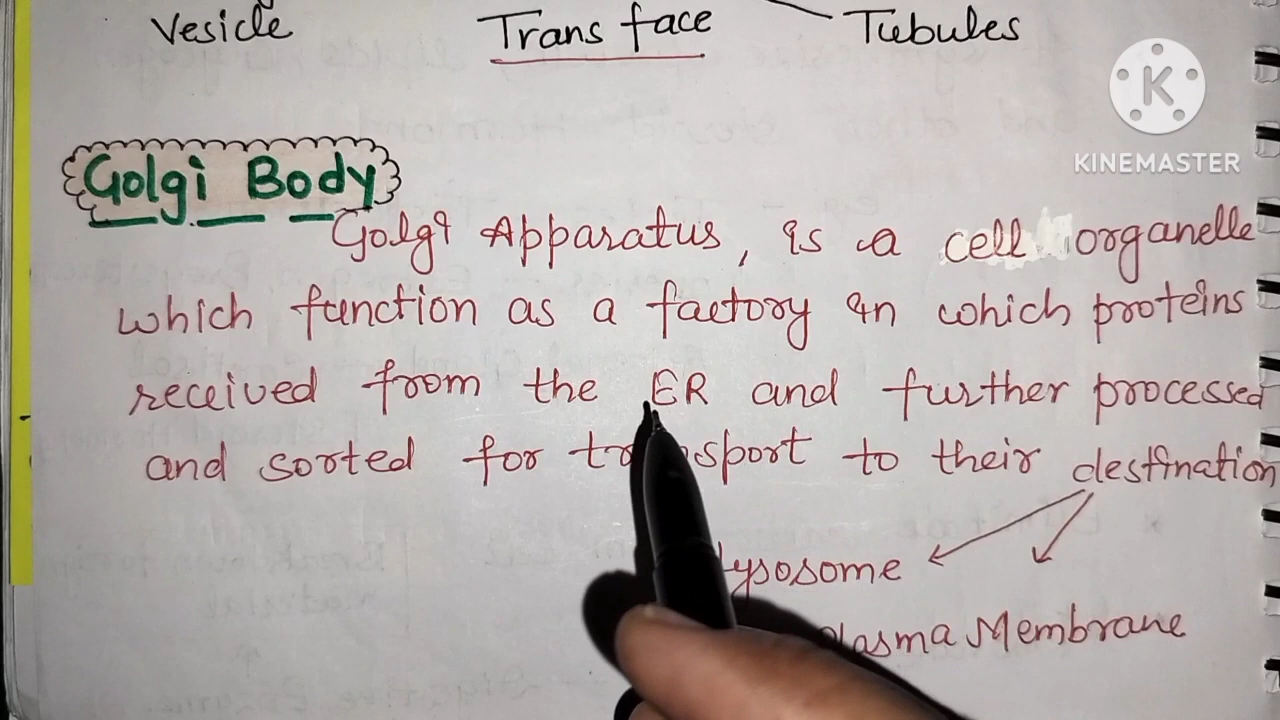 Vesicle Trans face Tubules
K
KINEMASTER
Golgi Body
Golgi Apparatus, is a cell organelle
which function as a factory in which proteins
received from the ER and further processed
and sorted for transport to their destination
lysosome
plasma Membrane